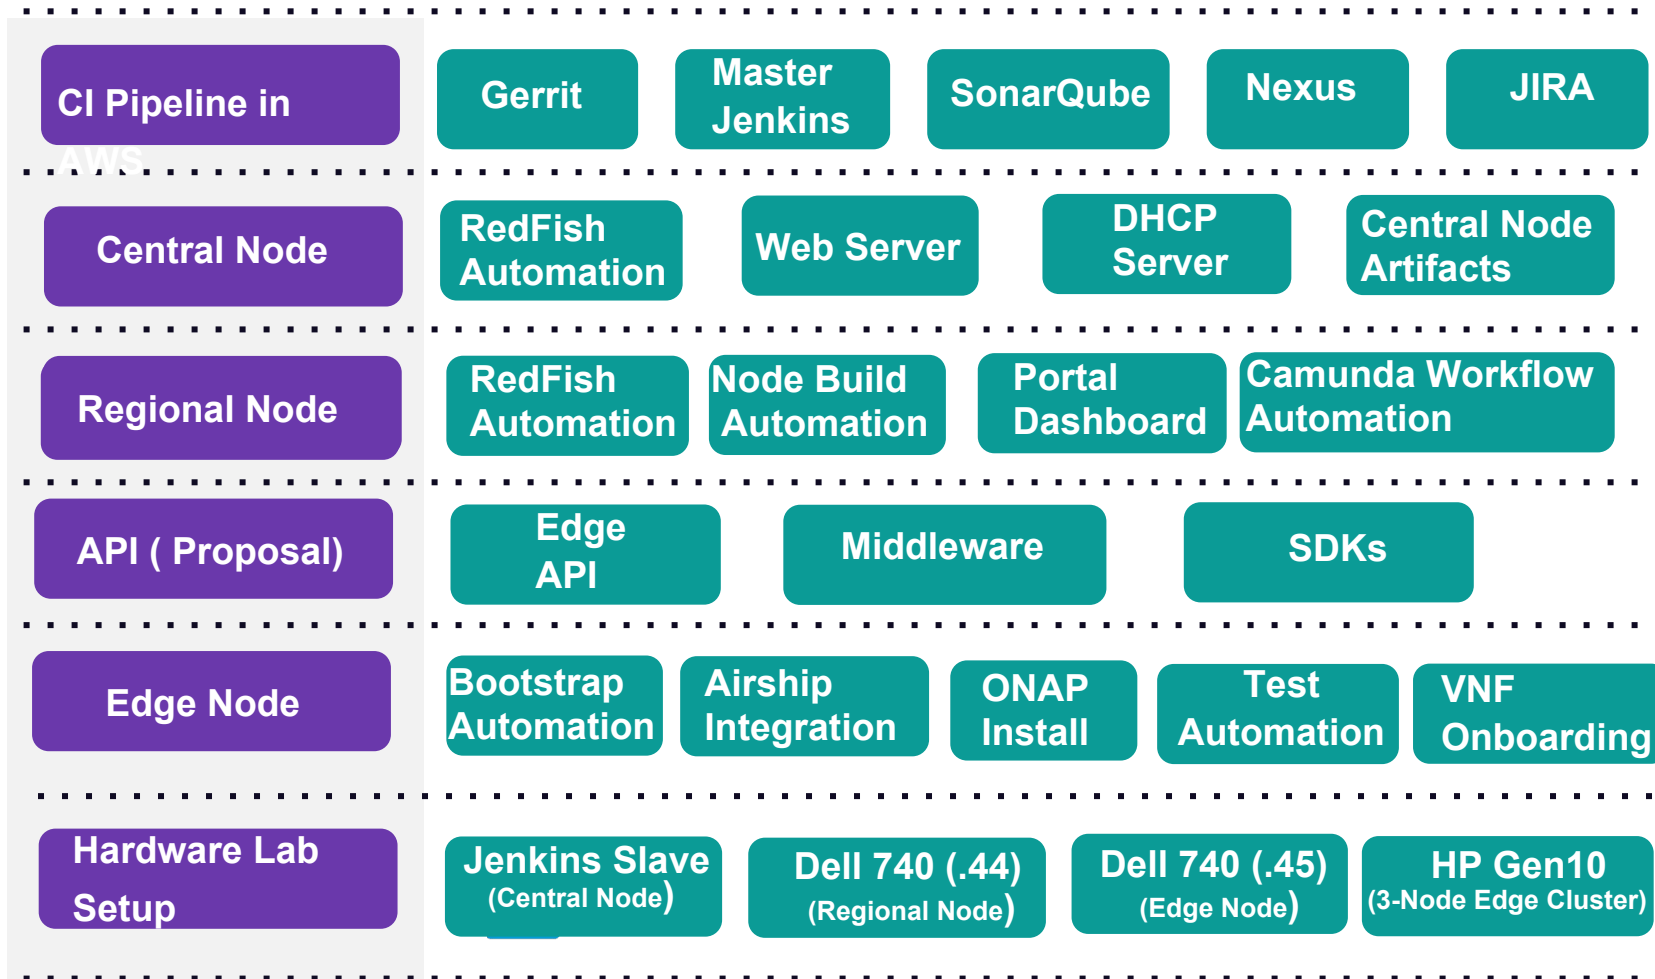 CI Pipeline in
AWS
Gerrit
Master
Jenkins
SonarQube
Nexus
JIRA
Central Node
RedFish
Automation
Web Server
DHCP
Server
Central Node
Artifacts
Regional Node
RedFish
Automation
Node Build
Automation
Portal
Dashboard
Camunda Workflow
Automation
API ( Proposal)
Edge
API
Middleware
SDKs
Edge Node
Bootstrap
Automation
Airship
Integration
ONAP
Install
Test
Automation
VNF
Onboarding
Hardware Lab
Setup
Jenkins Slave
(Central Node)
Dell 740 (.44)
(Regional Node)
Dell 740 (.45)
(Edge Node)
HP Gen10
(3-Node Edge Cluster)